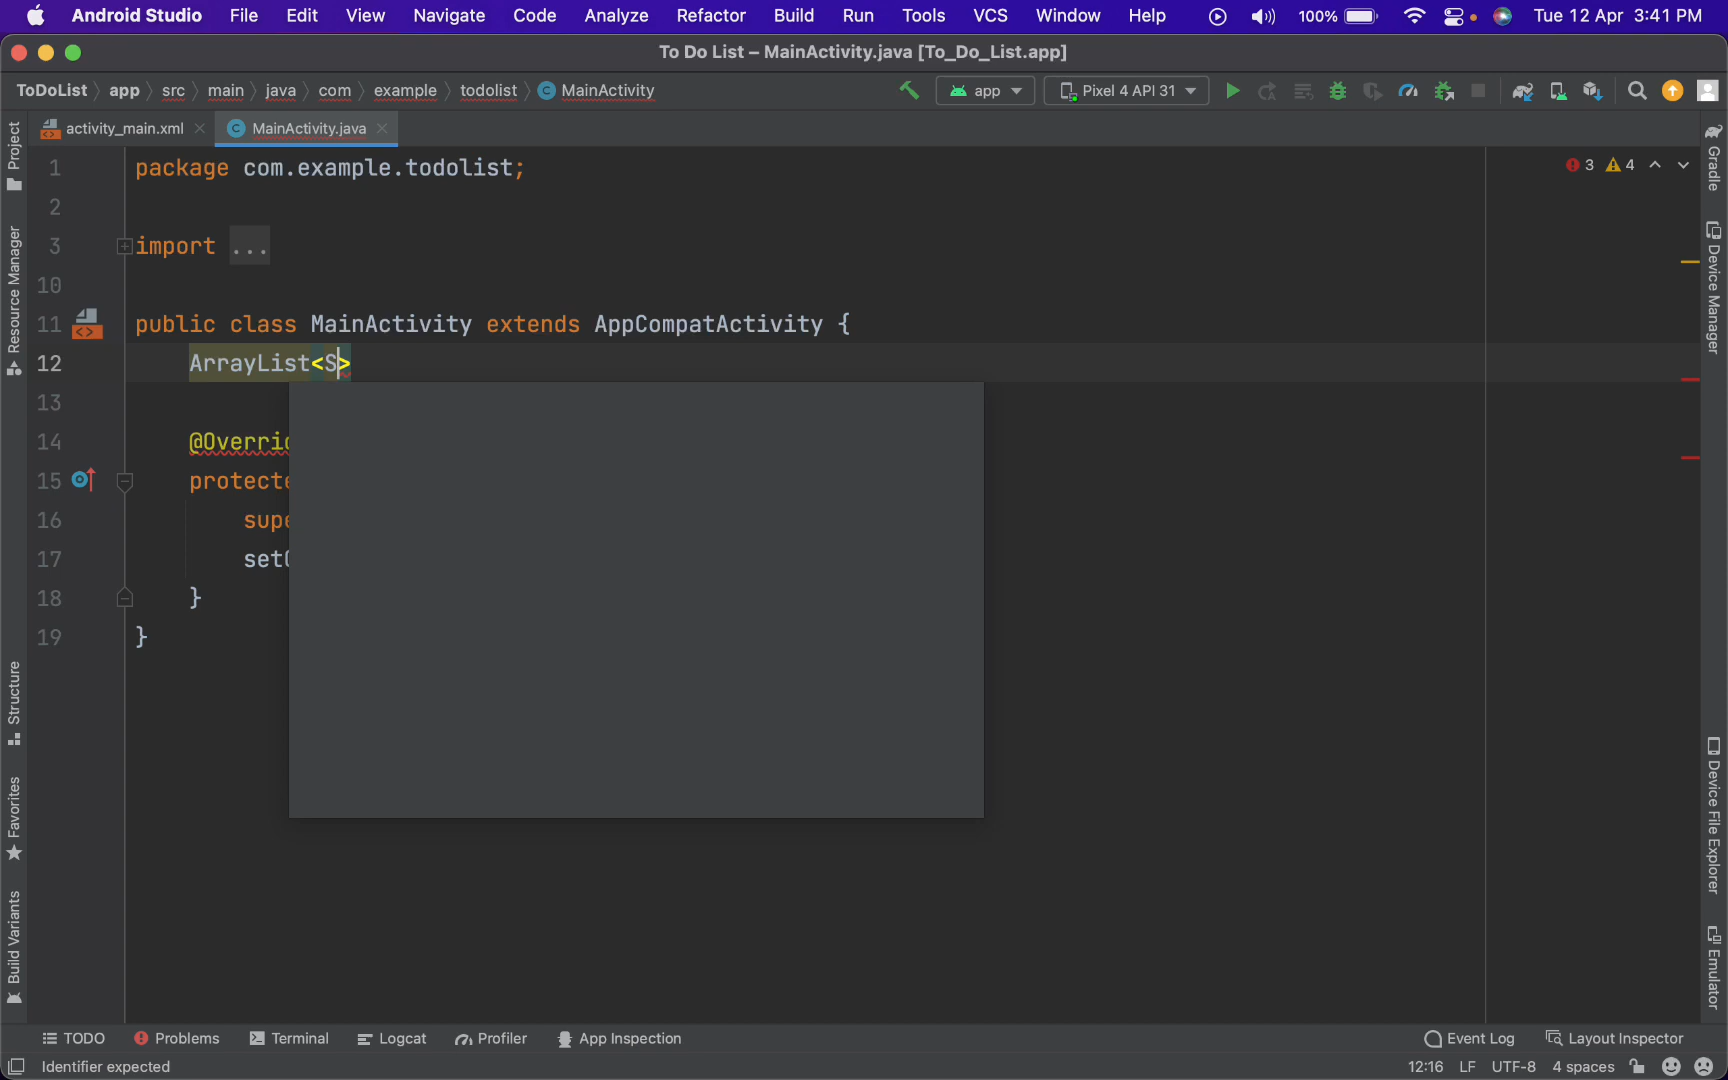 Android Studio File Edit View Navigate Code Analyze Refactor Build Run Tools VCS Window Help 100% Tue 12 Apr 3:41 PM
To Do List – MainActivity.java [To_Do_List.app]
ToDoList app src main java com example todolist C MainActivity app Pixel 4 API 31
activity_main.xml C MainActivity.java
Project
Resource Manager
Structure
Favorites
Build Variants
1 package com.example.todolist;
2
3 import ...
10
11 public class MainActivity extends AppCompatActivity {
12 ArrayList<S>
13
14 @Overri
15 protecte
16 supe
17 set
18 }
19 }
3 4
Gradle
Device Manager
Device File Explorer
Emulator
TODO Problems Terminal Logcat Profiler App Inspection Event Log Layout Inspector
Identifier expected 12:16 LF UTF-8 4 spaces